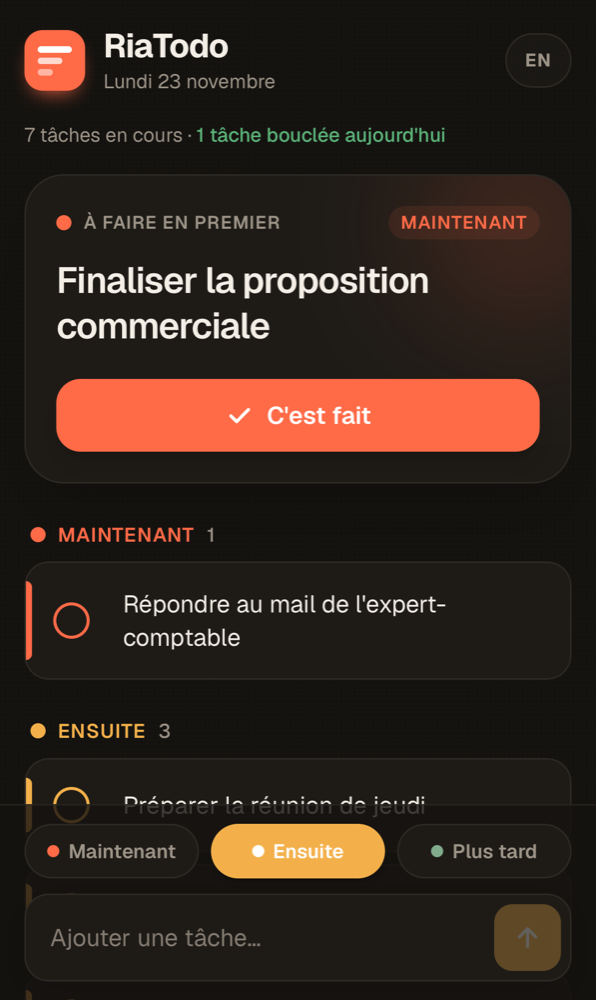 RiaTodo
Lundi 23 novembre
EN
7 tâches en cours · 1 tâche bouclée aujourd'hui
À FAIRE EN PREMIER
MAINTENANT
Finaliser la proposition
commerciale
C'est fait
MAINTENANT 1
Répondre au mail de l'expert-
comptable
ENSUITE 3
Préparer la réunion de jeudi
Maintenant
Ensuite
Plus tard
Ajouter une tâche…